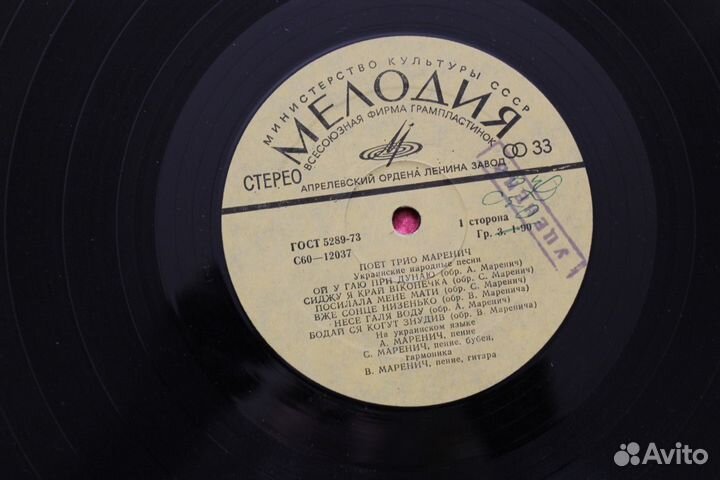 МИНИСТЕРСТВО КУЛЬТУРЫ СССР
МЕЛОДИЯ
ВСЕСОЮЗНАЯ ФИРМА ГРАМПЛАСТИНОК
СТЕРЕО
33
АПРЕЛЕВСКИЙ ОРДЕНА ЛЕНИНА ЗАВОД
УЦЕНЕНО
ГОСТ 5289-73
1 сторона
С60—12037
Гр. 3. 1-90
ПОЕТ ТРИО МАРЕНИЧ
Украинские народные песни
ОЙ У ГАЮ ПРИ ДУНАЮ (обр. А. Маренич)
СИДЖУ Я КРАЙ ВІКОНЕЧКА (обр. С. Маренич)
ПОСИЛАЛА МЕНЕ МАТИ (обр. С. Маренич)
ВЖЕ СОНЦЕ НИЗЕНЬКО (обр. В. Маренича)
НЕСЕ ГАЛЯ ВОДУ (обр. А. Маренич)
БОДАЙ СЯ КОГУТ ЗНУДИВ (обр. В. Маренича)
На украинском языке
А. МАРЕНИЧ, пение
С. МАРЕНИЧ, пение, бубен,
гармоника
В. МАРЕНИЧ, пение, гитара
Avito